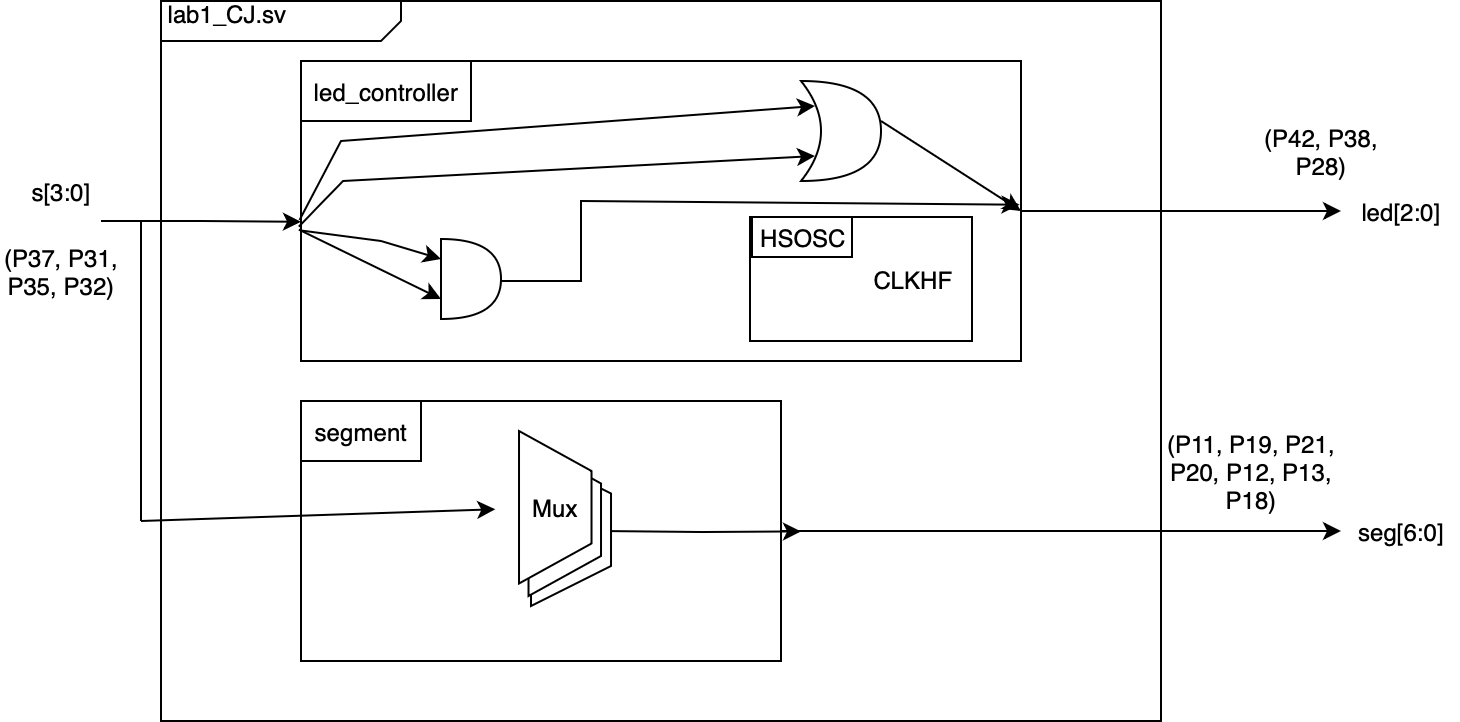 lab1_CJ.sv
led_controller
s[3:0]
(P37, P31,
P35, P32)
HSOSC
CLKHF
(P42, P38,
P28)
led[2:0]
segment
Mux
(P11, P19, P21,
P20, P12, P13,
P18)
seg[6:0]